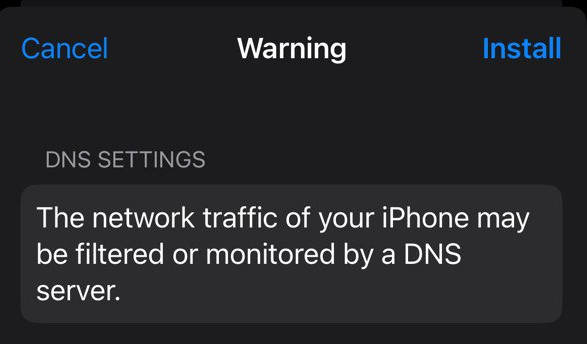 Cancel Warning Install
DNS SETTINGS
The network traffic of your iPhone may
be filtered or monitored by a DNS
server.